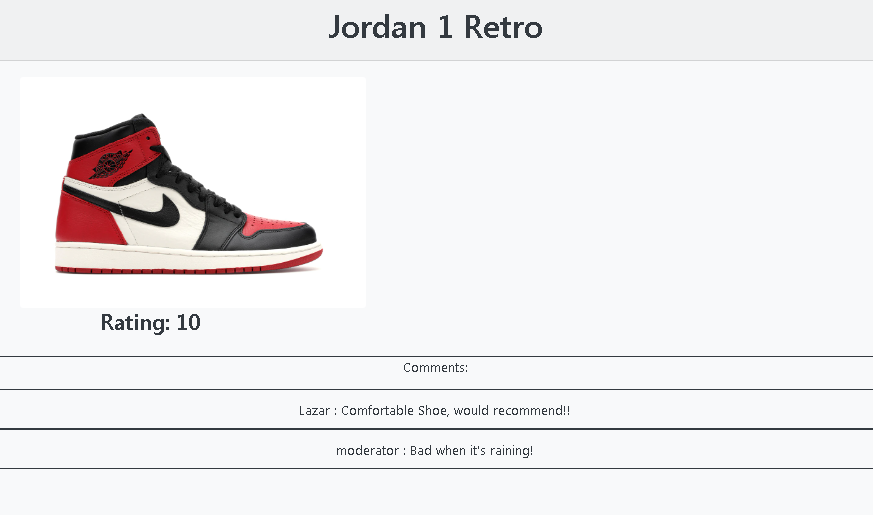 Jordan 1 Retro
Rating: 10
Comments:
Lazar : Comfortable Shoe, would recommend!!
moderator : Bad when it's raining!